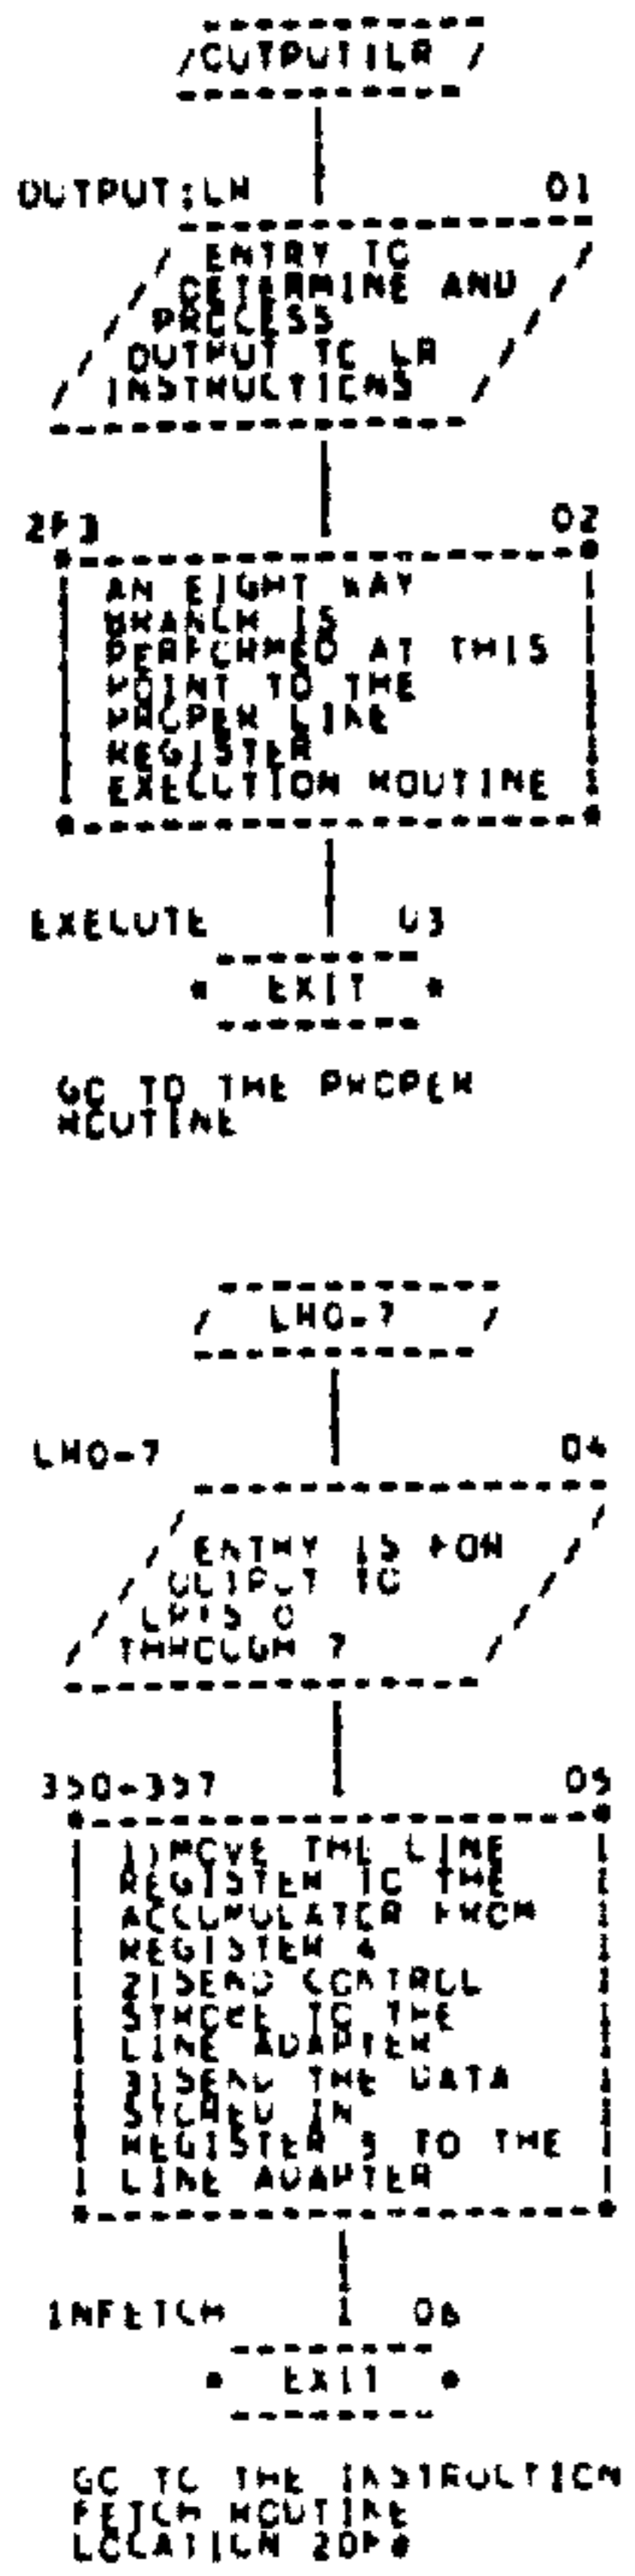 OUTPUT:LR
OUTPUT:LR 01
ENTRY TO
DETERMINE AND
PROCESS
OUTPUT TO LR
INSTRUCTIONS
2F3 02
AN EIGHT WAY
BRANCH IS
PERFORMED AT THIS
POINT TO THE
PROPER LINE
REGISTER
EXECUTION ROUTINE
EXECUTE 03
EXIT
GO TO THE PROPER
ROUTINE
LR0-7
LR0-7 04
ENTRY IS FOR
OUTPUT TO
LR'S 0
THROUGH 7
350-357 05
1)MOVE THE LINE
REGISTER TO THE
ACCUMULATOR FROM
REGISTER 4
2)SEND CONTROL
STROBE TO THE
LINE ADAPTER
3)SEND THE DATA
STORED IN
REGISTER 5 TO THE
LINE ADAPTER
INFETCH 06
EXIT
GO TO THE INSTRUCTION
FETCH ROUTINE
LOCATION